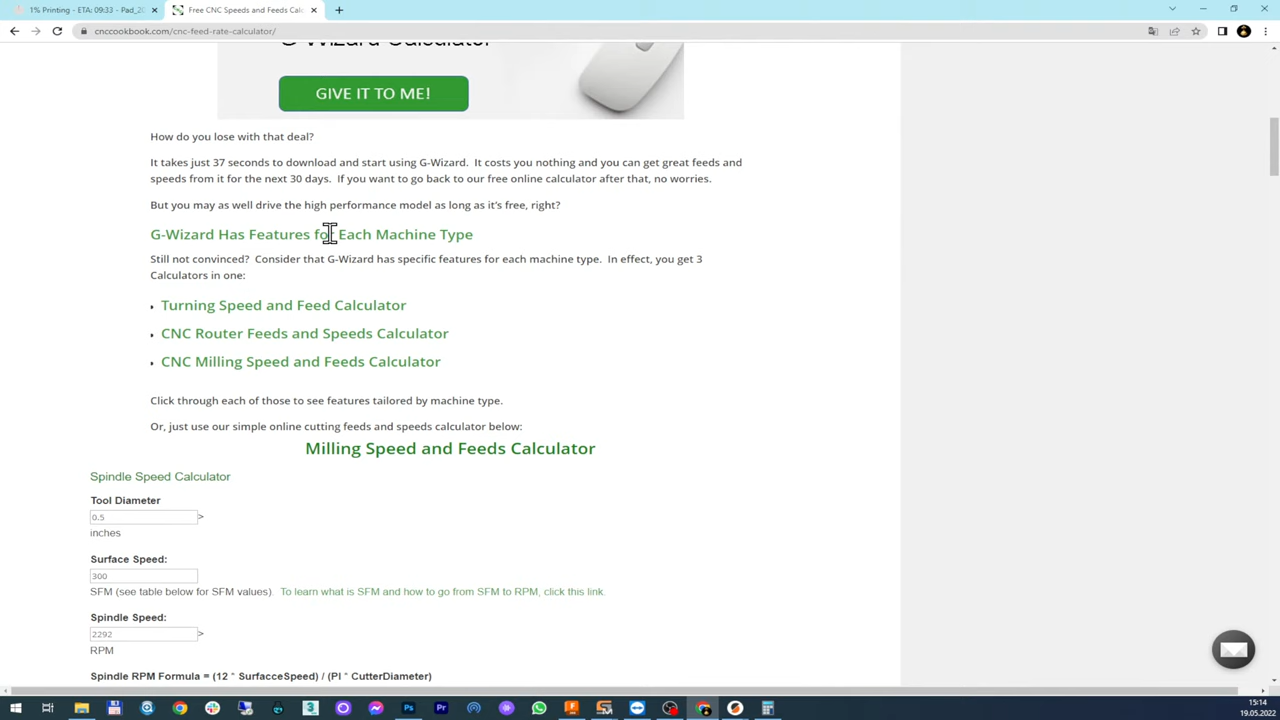 1% Printing - ETA: 09:33 - Pad_20
Free CNC Speeds and Feeds Calc
cnccookbook.com/cnc-feed-rate-calculator/
G-Wizard Calculator
GIVE IT TO ME!
How do you lose with that deal?
It takes just 37 seconds to download and start using G-Wizard.  It costs you nothing and you can get great feeds and
speeds from it for the next 30 days.  If you want to go back to our free online calculator after that, no worries.
But you may as well drive the high performance model as long as it's free, right?
G-Wizard Has Features for Each Machine Type
Still not convinced?  Consider that G-Wizard has specific features for each machine type.  In effect, you get 3
Calculators in one:
• Turning Speed and Feed Calculator
• CNC Router Feeds and Speeds Calculator
• CNC Milling Speed and Feeds Calculator
Click through each of those to see features tailored by machine type.
Or, just use our simple online cutting feeds and speeds calculator below:
Milling Speed and Feeds Calculator
Spindle Speed Calculator
Tool Diameter
0.5 >
inches
Surface Speed:
300
SFM (see table below for SFM values).  To learn what is SFM and how to go from SFM to RPM, click this link.
Spindle Speed:
2292 >
RPM
Spindle RPM Formula = (12 * SurfacceSpeed) / (PI * CutterDiameter)
15:14
19.05.2022